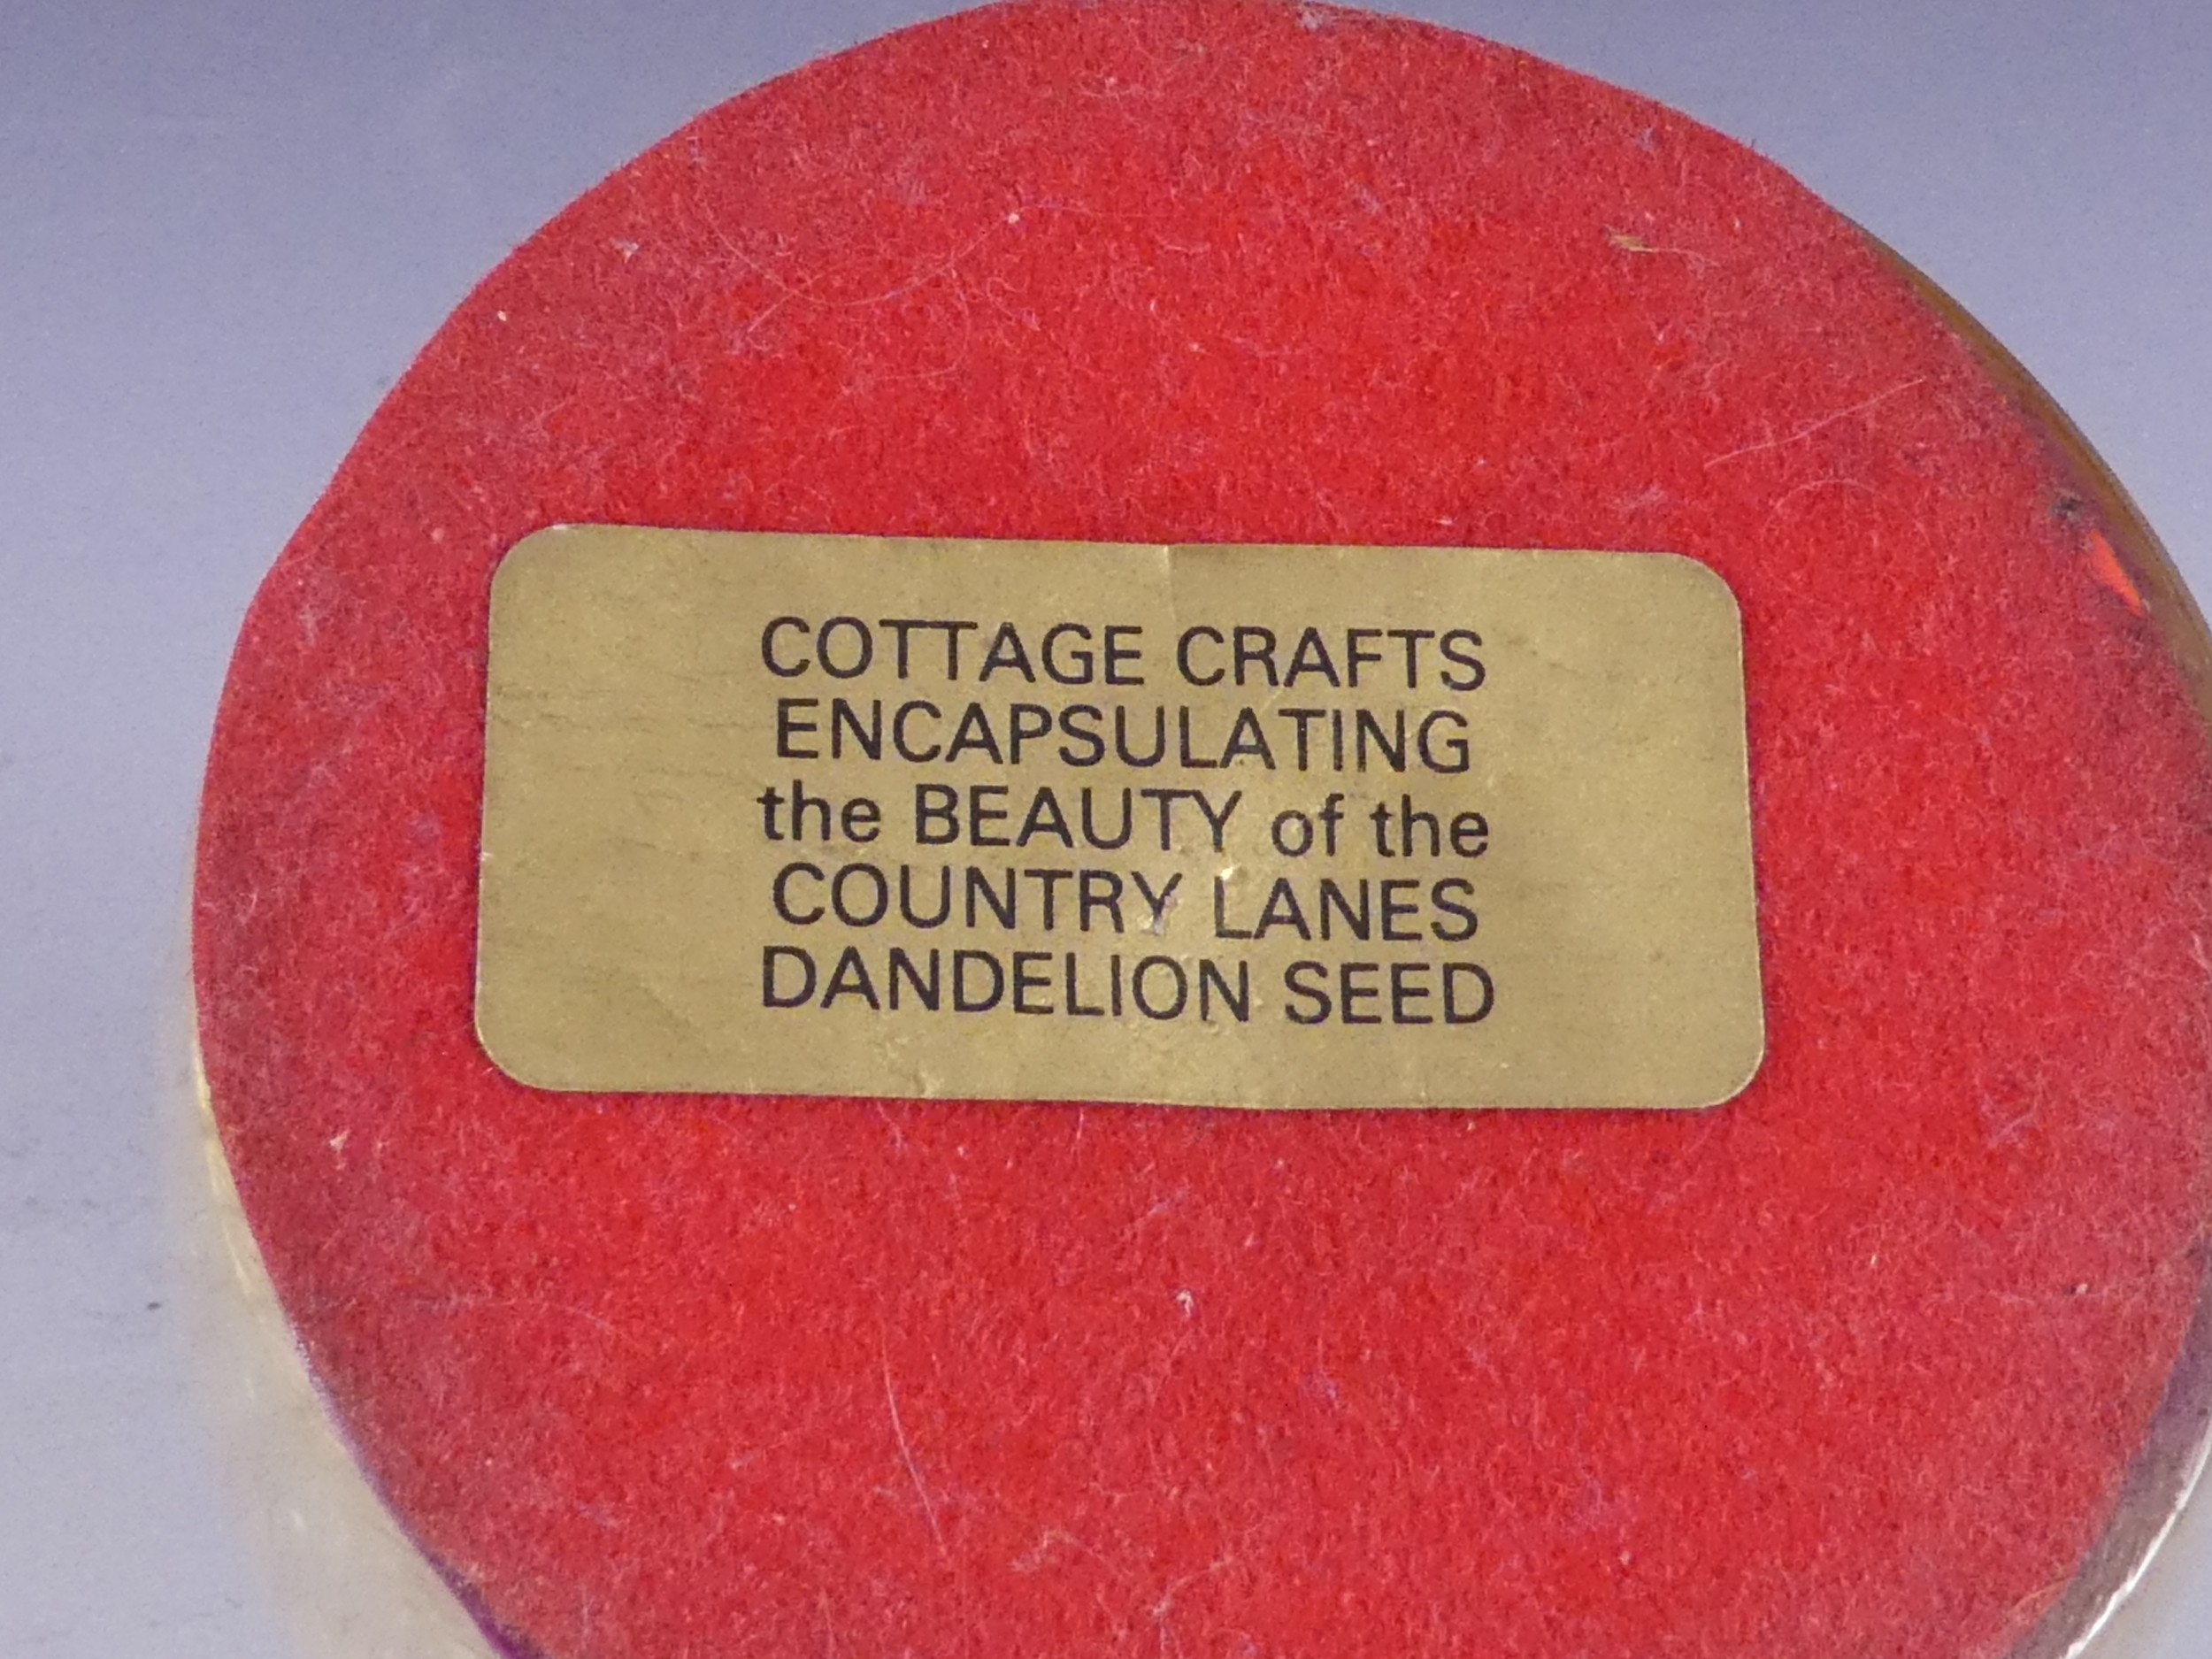 COTTAGE CRAFTS
ENCAPSULATING
the BEAUTY of the
COUNTRY LANES
DANDELION SEED